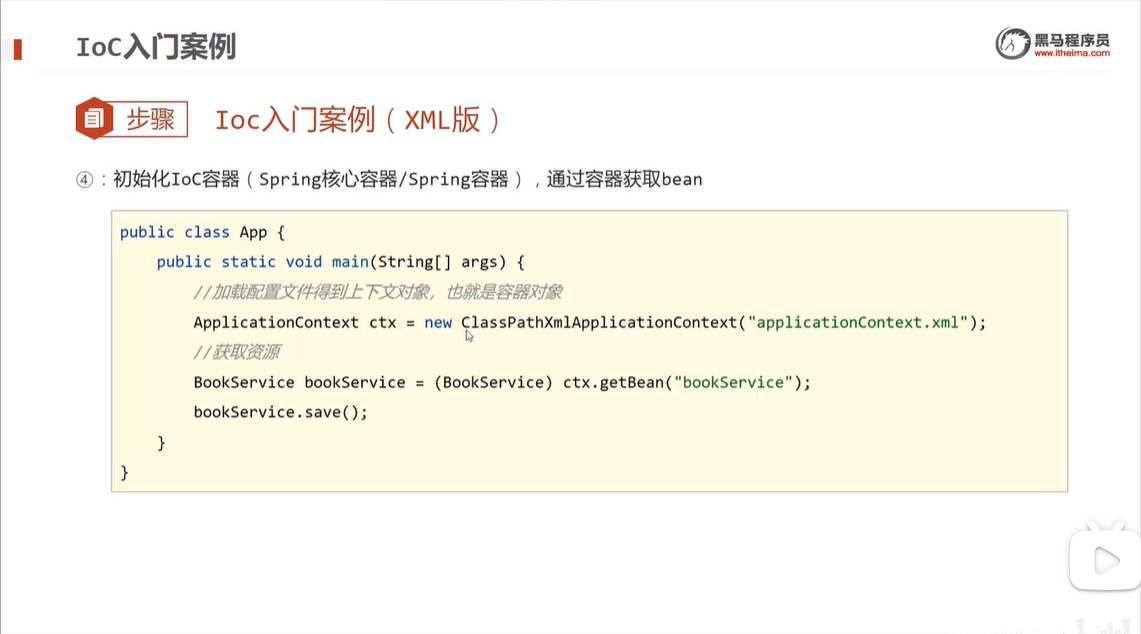 IoC入门案例
黑马程序员
www.itheima.com
步骤
Ioc入门案例（XML版）
④：初始化IoC容器（Spring核心容器/Spring容器），通过容器获取bean
public class App {
    public static void main(String[] args) {
        //加载配置文件得到上下文对象，也就是容器对象
        ApplicationContext ctx = new ClassPathXmlApplicationContext("applicationContext.xml");
        //获取资源
        BookService bookService = (BookService) ctx.getBean("bookService");
        bookService.save();
    }
}